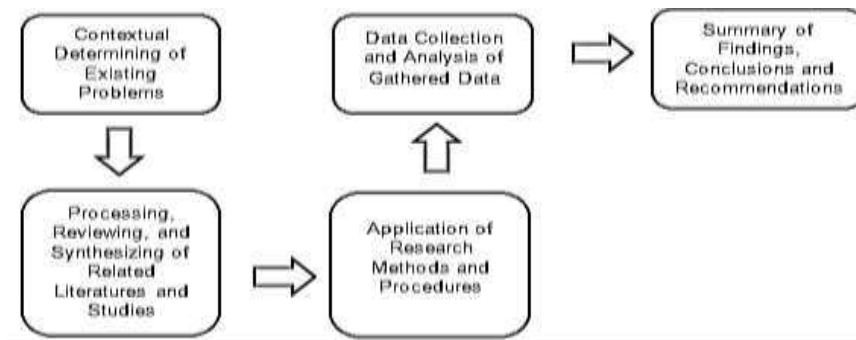 Contextual
Determining of
Existing
Problems
Processing,
Reviewing, and
Synthesizing of
Related
Literatures and
Studies
Application of
Research
Methods and
Procedures
Data Collection
and Analysis of
Gathered Data
Summary of
Findings,
Conclusions and
Recommendations